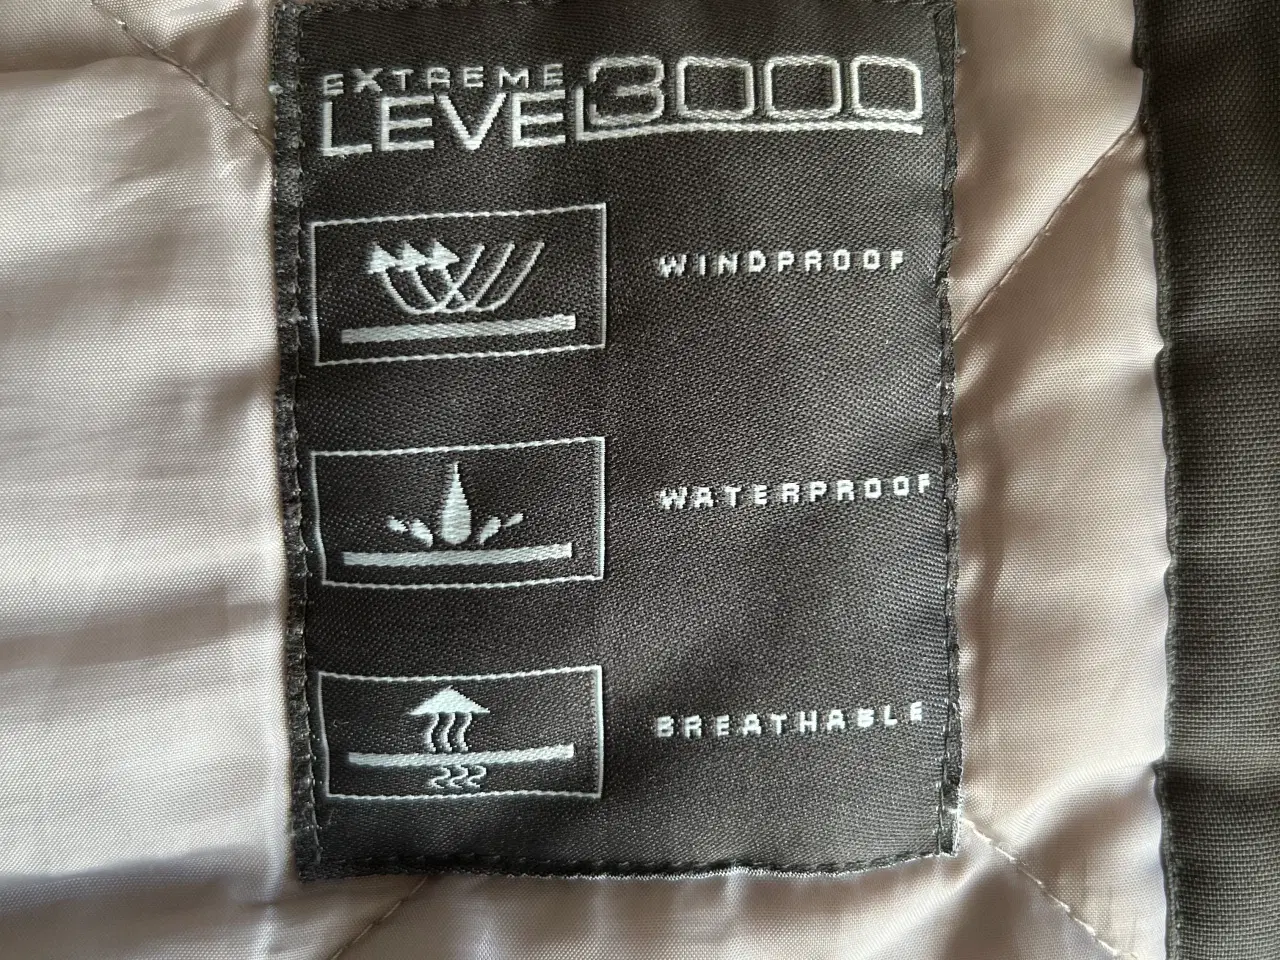 EXTREME
LEVEL3000
WINDPROOF
WATERPROOF
BREATHABLE